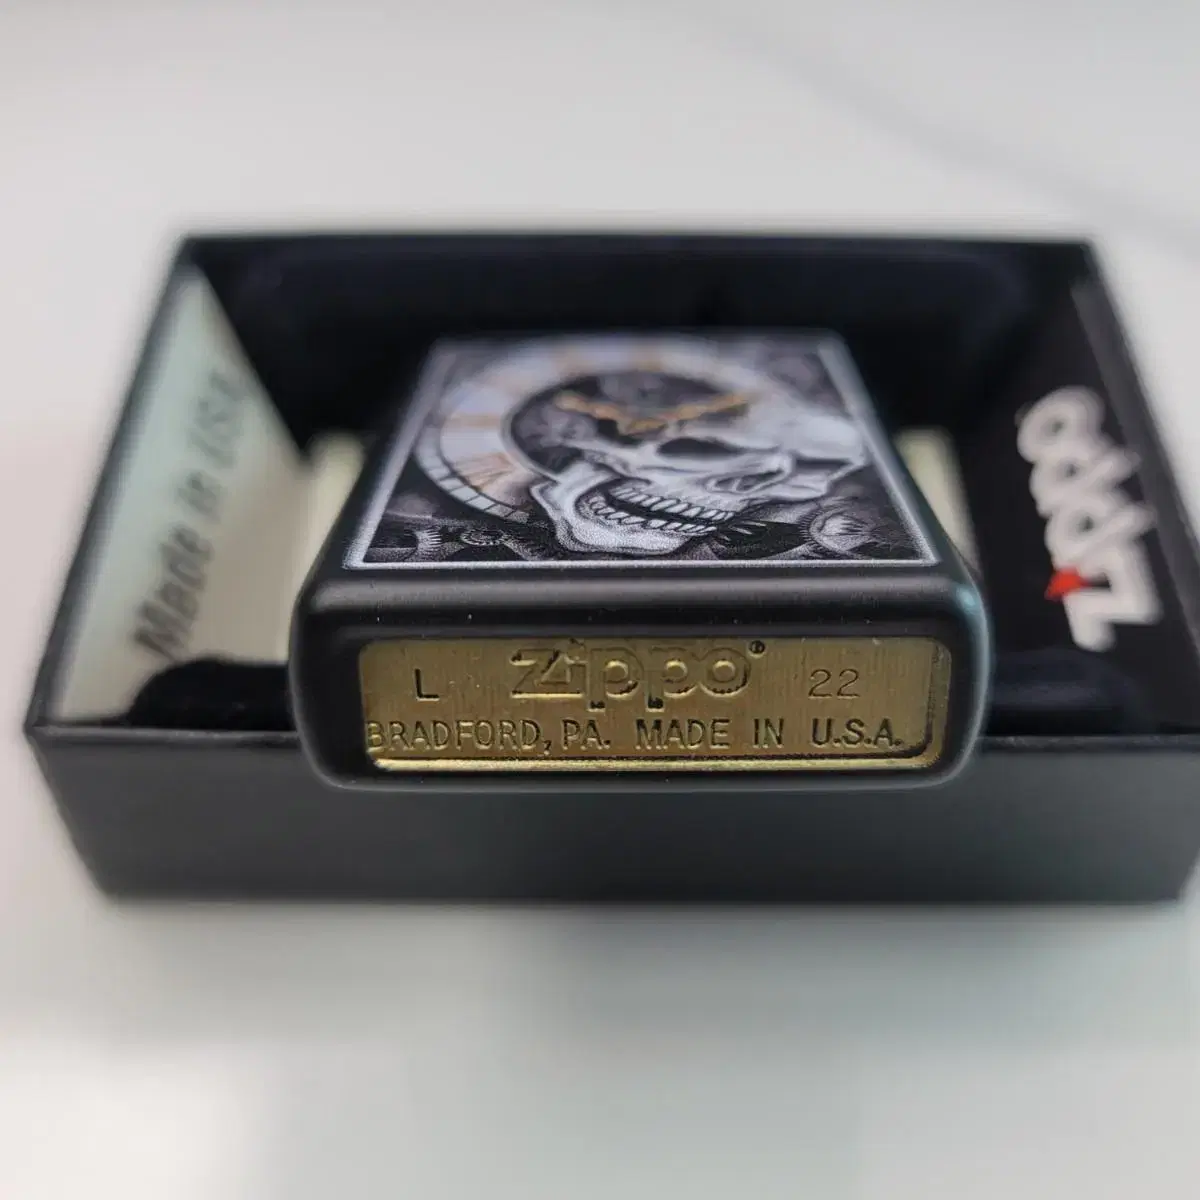 Made in USA
zippo
L zippo® 22
BRADFORD, PA. MADE IN U.S.A.